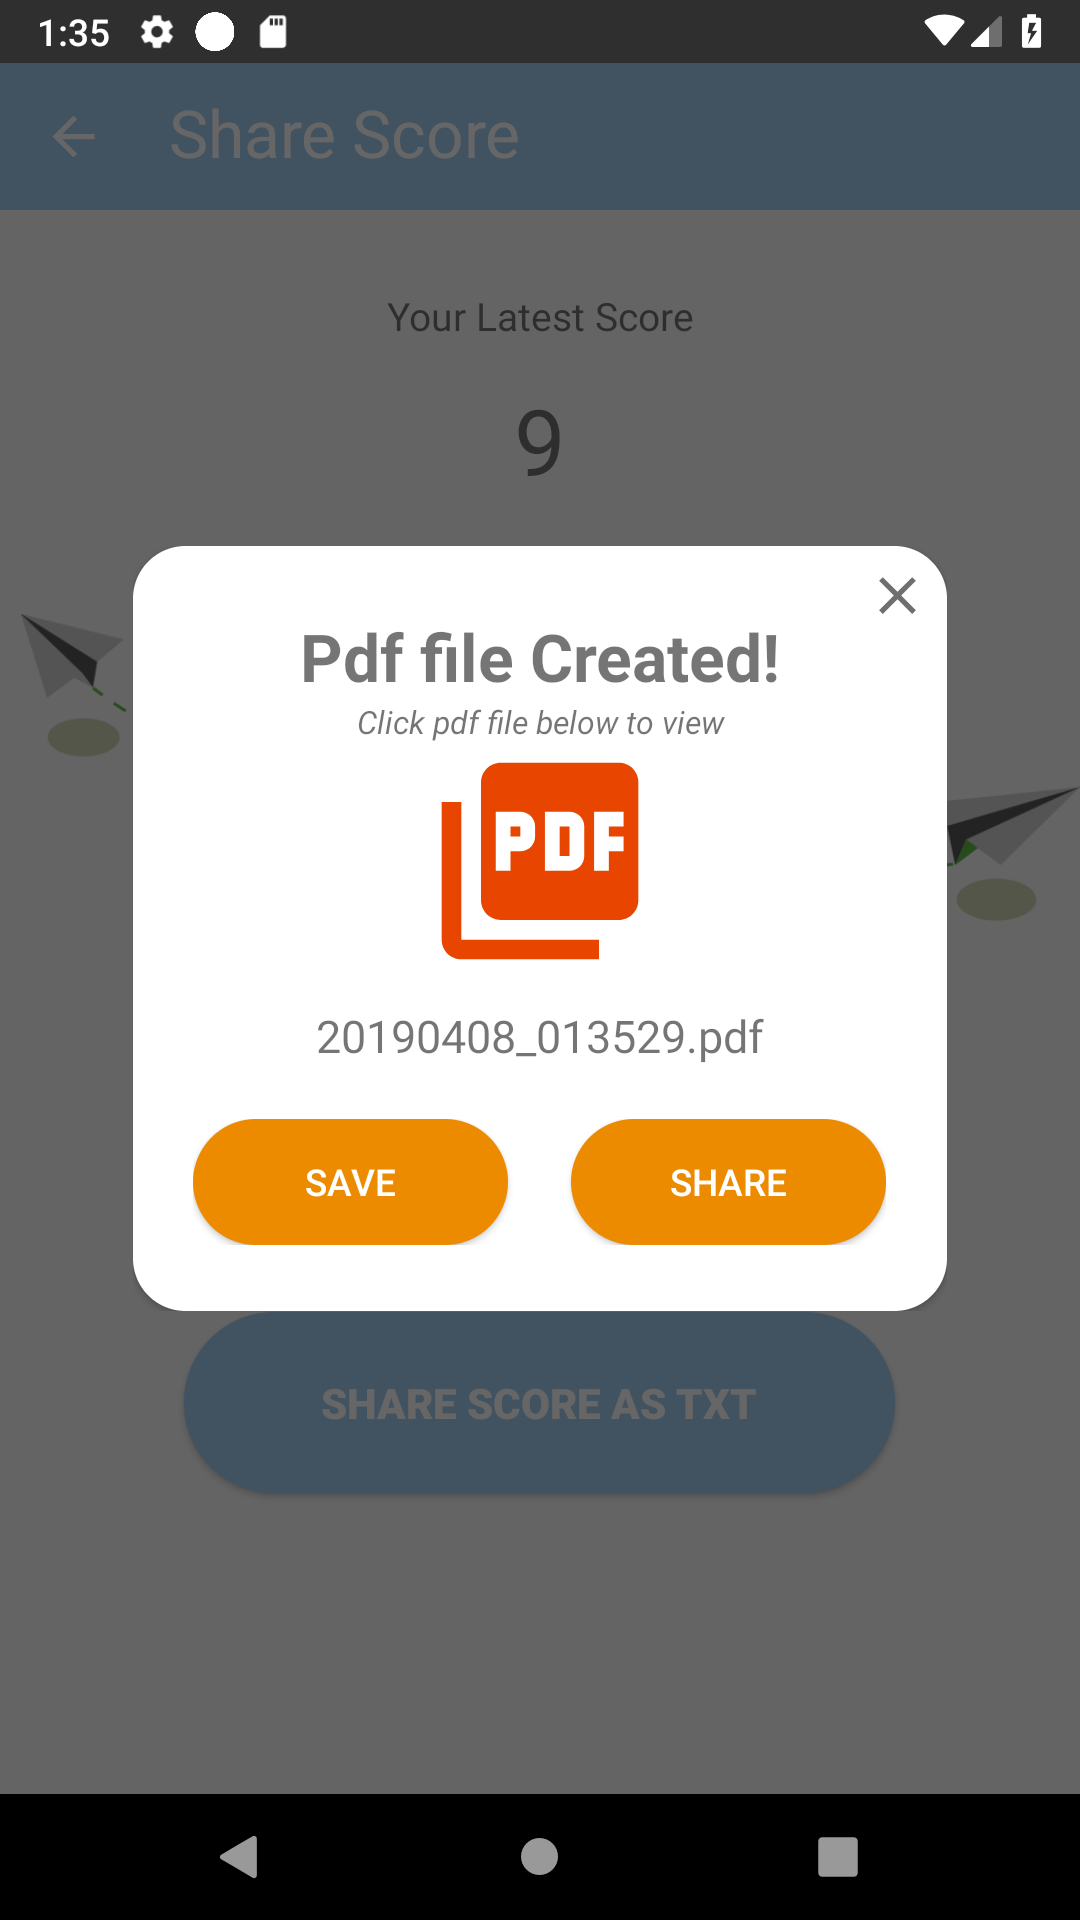 1:35
Share Score
Your Latest Score
9
Pdf file Created!
Click pdf file below to view
PDF
20190408_013529.pdf
SAVE
SHARE
SHARE SCORE AS TXT